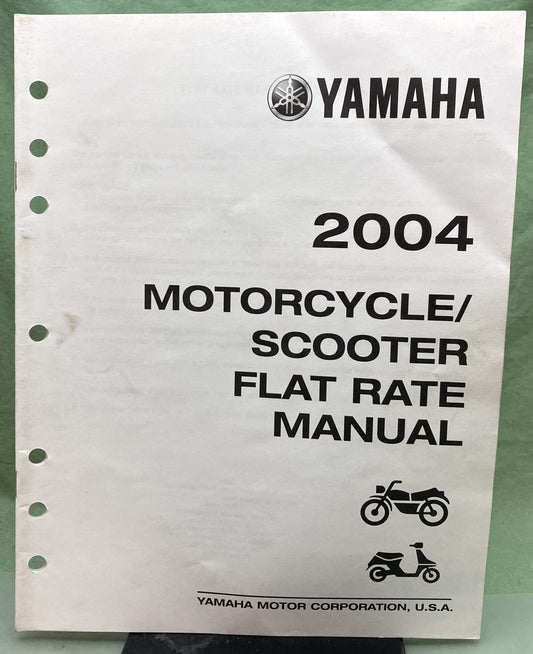 YAMAHA
2004
MOTORCYCLE/
SCOOTER
FLAT RATE
MANUAL
YAMAHA MOTOR CORPORATION, U.S.A.